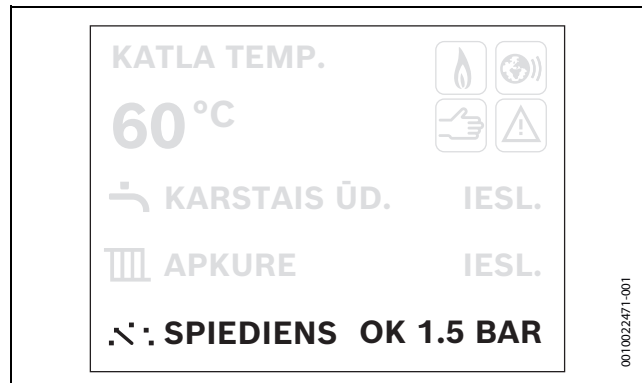 KATLA TEMP.
60 °C
KARSTAIS ŪD. IESL.
APKURE IESL.
SPIEDIENS OK 1.5 BAR
0010022471-001